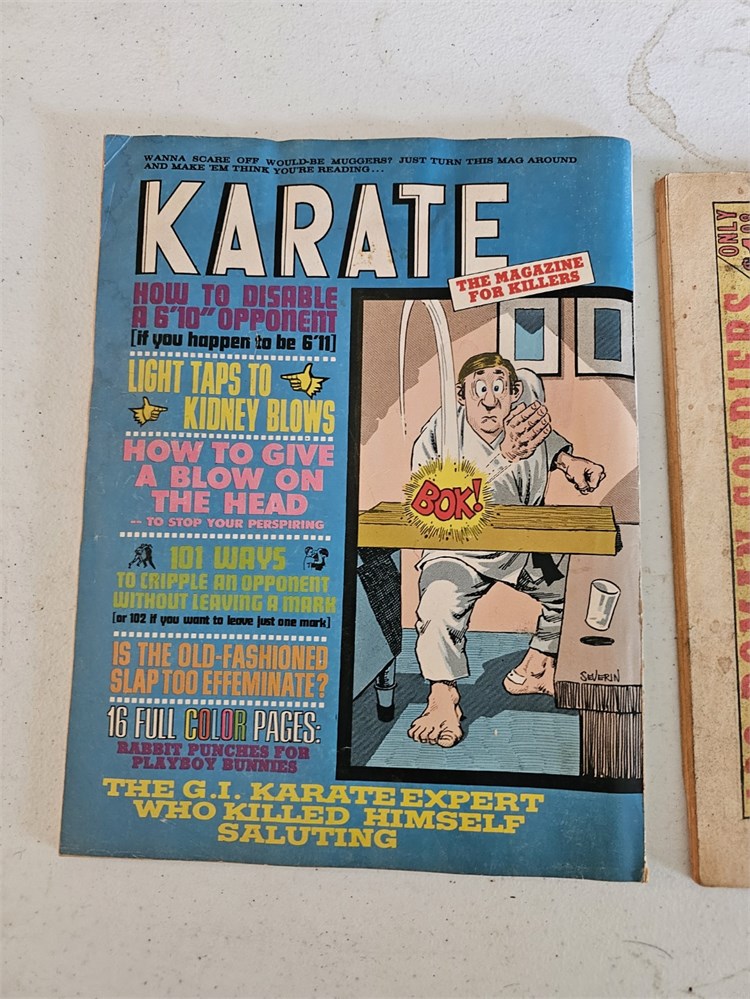 WANNA SCARE OFF WOULD-BE MUGGERS? JUST TURN THIS MAG AROUND
AND MAKE 'EM THINK YOU'RE READING...
KARATE
THE MAGAZINE
FOR KILLERS
HOW TO DISABLE
A 6'10" OPPONENT
[if you happen to be 6'11]
LIGHT TAPS TO
KIDNEY BLOWS
HOW TO GIVE
A BLOW ON
THE HEAD
-- TO STOP YOUR PERSPIRING
101 WAYS
TO CRIPPLE AN OPPONENT
WITHOUT LEAVING A MARK
[or 102 if you want to leave just one mark]
IS THE OLD-FASHIONED
SLAP TOO EFFEMINATE?
16 FULL COLOR PAGES:
RABBIT PUNCHES FOR
PLAYBOY BUNNIES
THE G.I. KARATE EXPERT
WHO KILLED HIMSELF
SALUTING
BOK!
SEVERIN
ONLY